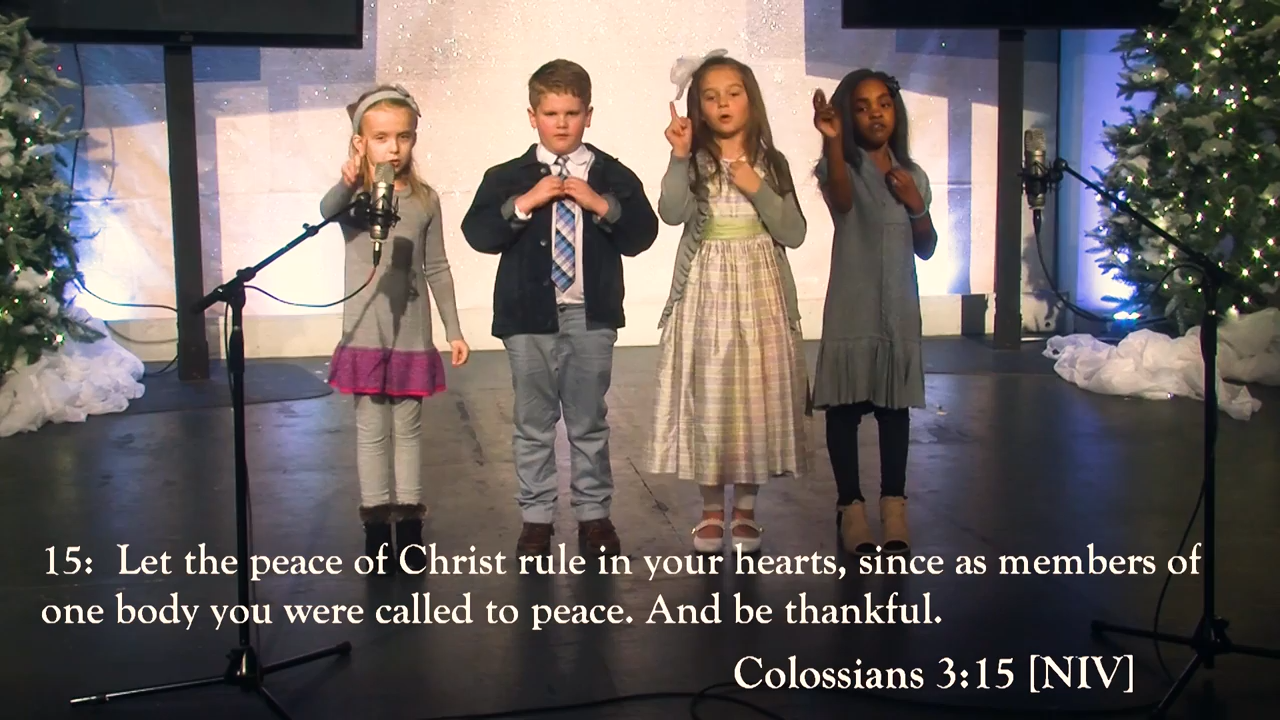 15:  Let the peace of Christ rule in your hearts, since as members of
one body you were called to peace. And be thankful.
Colossians 3:15 [NIV]